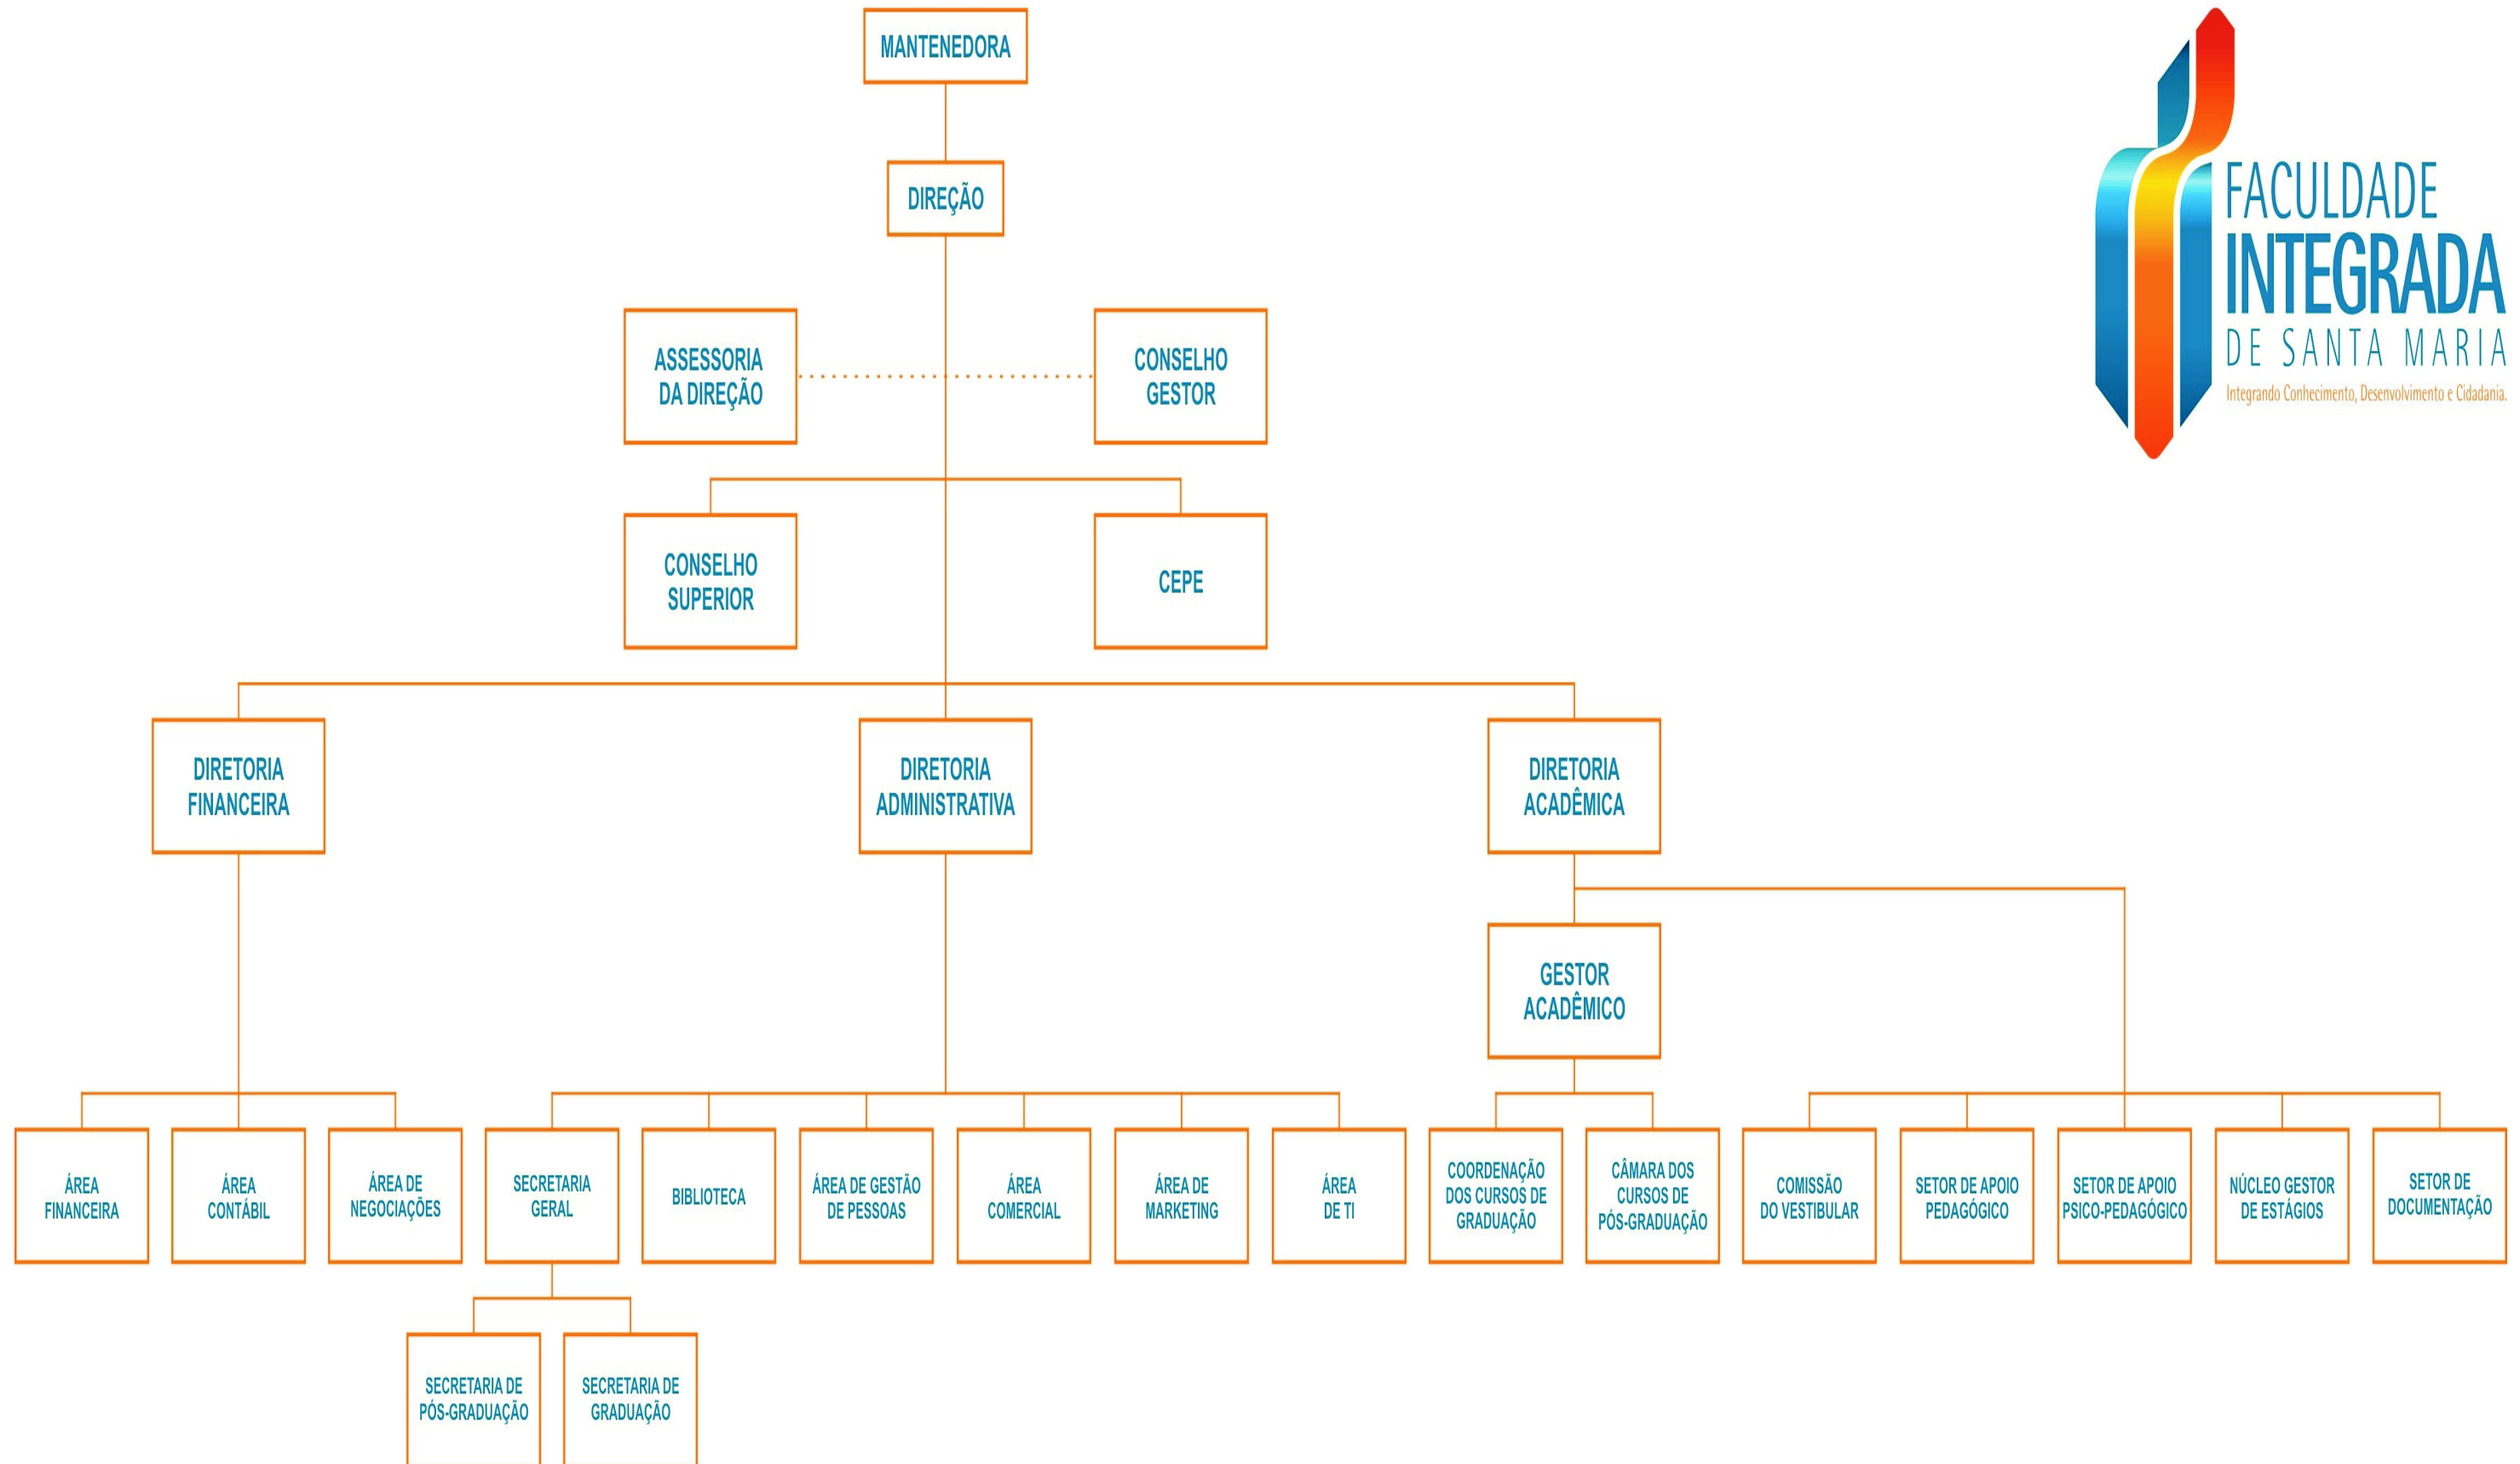 MANTENEDORA
DIREÇÃO
FACULDADE
INTEGRADA
DE SANTA MARIA
Integrando Conhecimento, Desenvolvimento e Cidadania.
ASSESSORIA
DA DIREÇÃO
CONSELHO
GESTOR
CONSELHO
SUPERIOR
CEPE
DIRETORIA
FINANCEIRA
DIRETORIA
ADMINISTRATIVA
DIRETORIA
ACADÊMICA
GESTOR
ACADÊMICO
ÁREA
FINANCEIRA
ÁREA
CONTÁBIL
ÁREA DE
NEGOCIAÇÕES
SECRETARIA
GERAL
BIBLIOTECA
ÁREA DE GESTÃO
DE PESSOAS
ÁREA
COMERCIAL
ÁREA DE
MARKETING
ÁREA
DE TI
COORDENAÇÃO
DOS CURSOS DE
GRADUAÇÃO
CÂMARA DOS
CURSOS DE
PÓS-GRADUAÇÃO
COMISSÃO
DO VESTIBULAR
SETOR DE APOIO
PEDAGÓGICO
SETOR DE APOIO
PSICO-PEDAGÓGICO
NÚCLEO GESTOR
DE ESTÁGIOS
SETOR DE
DOCUMENTAÇÃO
SECRETARIA DE
PÓS-GRADUAÇÃO
SECRETARIA DE
GRADUAÇÃO